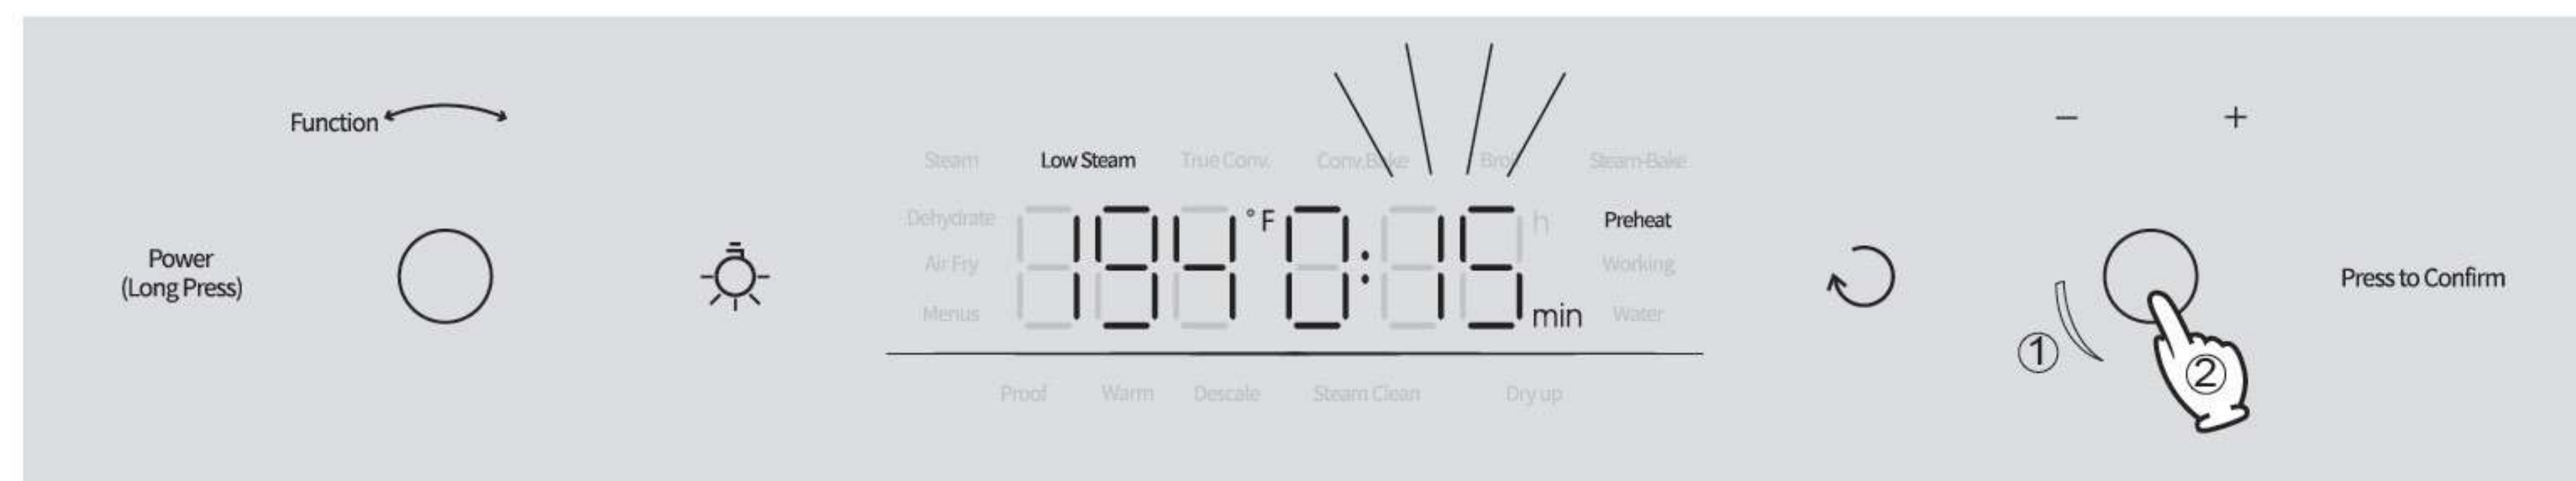 Function
− +
Steam Low Steam True Conv. Conv.Bake Broil Steam-Bake
Dehydrate Preheat
194 °F 0:15 h min
Air Fry Working
Menus Water
Power
(Long Press)
Press to Confirm
① ②
Proof Warm Descale Steam Clean Dry up